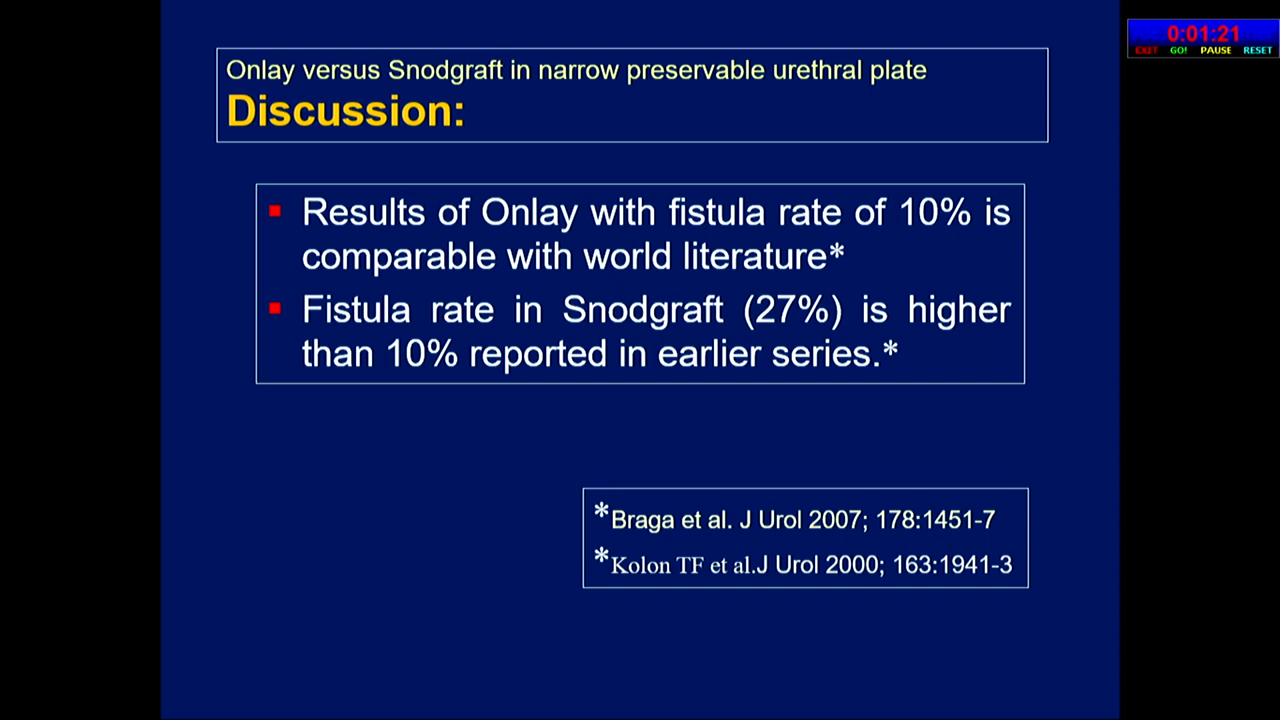 0:01:21
EXIT GO! PAUSE RESET
Onlay versus Snodgraft in narrow preservable urethral plate
Discussion:
Results of Onlay with fistula rate of 10% is
comparable with world literature*
Fistula rate in Snodgraft (27%) is higher
than 10% reported in earlier series.*
*Braga et al. J Urol 2007; 178:1451-7
*Kolon TF et al.J Urol 2000; 163:1941-3